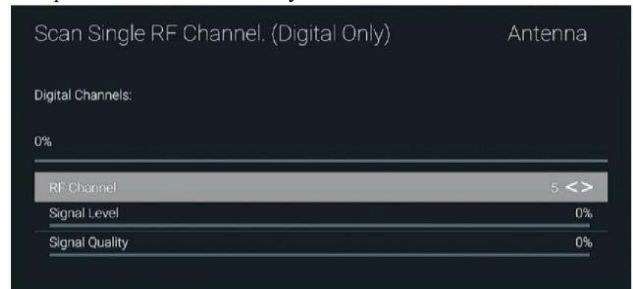 Scan Single RF Channel. (Digital Only) Antenna
Digital Channels:
0%
RF Channel 5 <>
Signal Level 0%
Signal Quality 0%